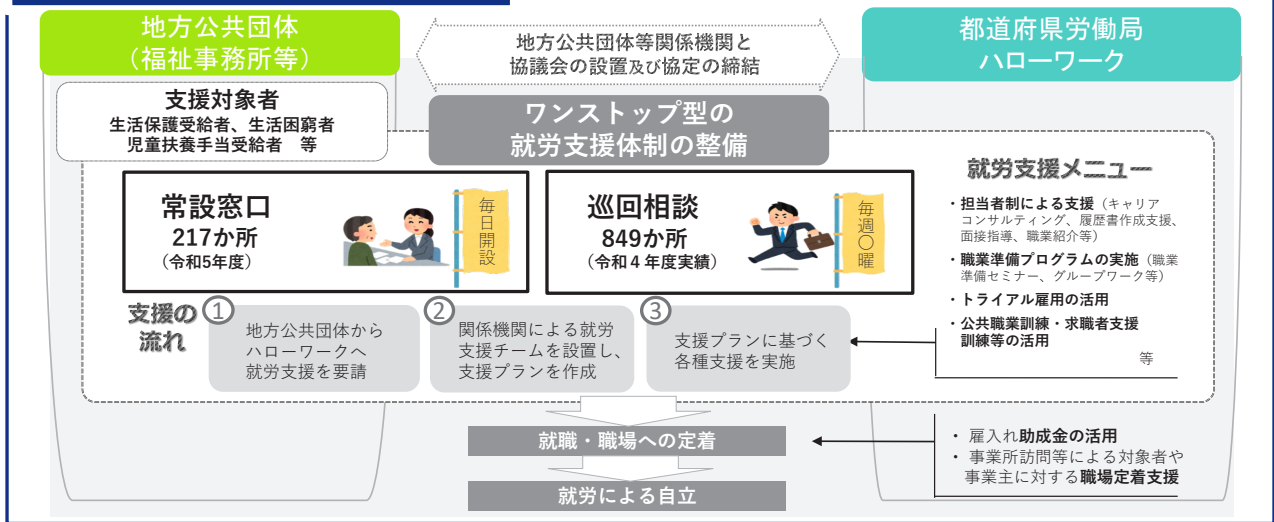 地方公共団体
（福祉事務所等）
地方公共団体等関係機関と
協議会の設置及び協定の締結
都道府県労働局
ハローワーク
支援対象者
生活保護受給者、生活困窮者
児童扶養手当受給者　等
ワンストップ型の
就労支援体制の整備
常設窓口
217か所
（令和5年度）
毎日開設
巡回相談
849か所
（令和４年度実績）
毎週〇曜
就労支援メニュー
・担当者制による支援（キャリア
コンサルティング、履歴書作成支援、
面接指導、職業紹介等）
・職業準備プログラムの実施（職業
準備セミナー、グループワーク等）
・トライアル雇用の活用
・公共職業訓練・求職者支援
訓練等の活用
等
支援の
流れ
①
地方公共団体から
ハローワークへ
就労支援を要請
②
関係機関による就労
支援チームを設置し、
支援プランを作成
③
支援プランに基づく
各種支援を実施
就職・職場への定着
・ 雇入れ助成金の活用
・ 事業所訪問等による対象者や
事業主に対する職場定着支援
就労による自立